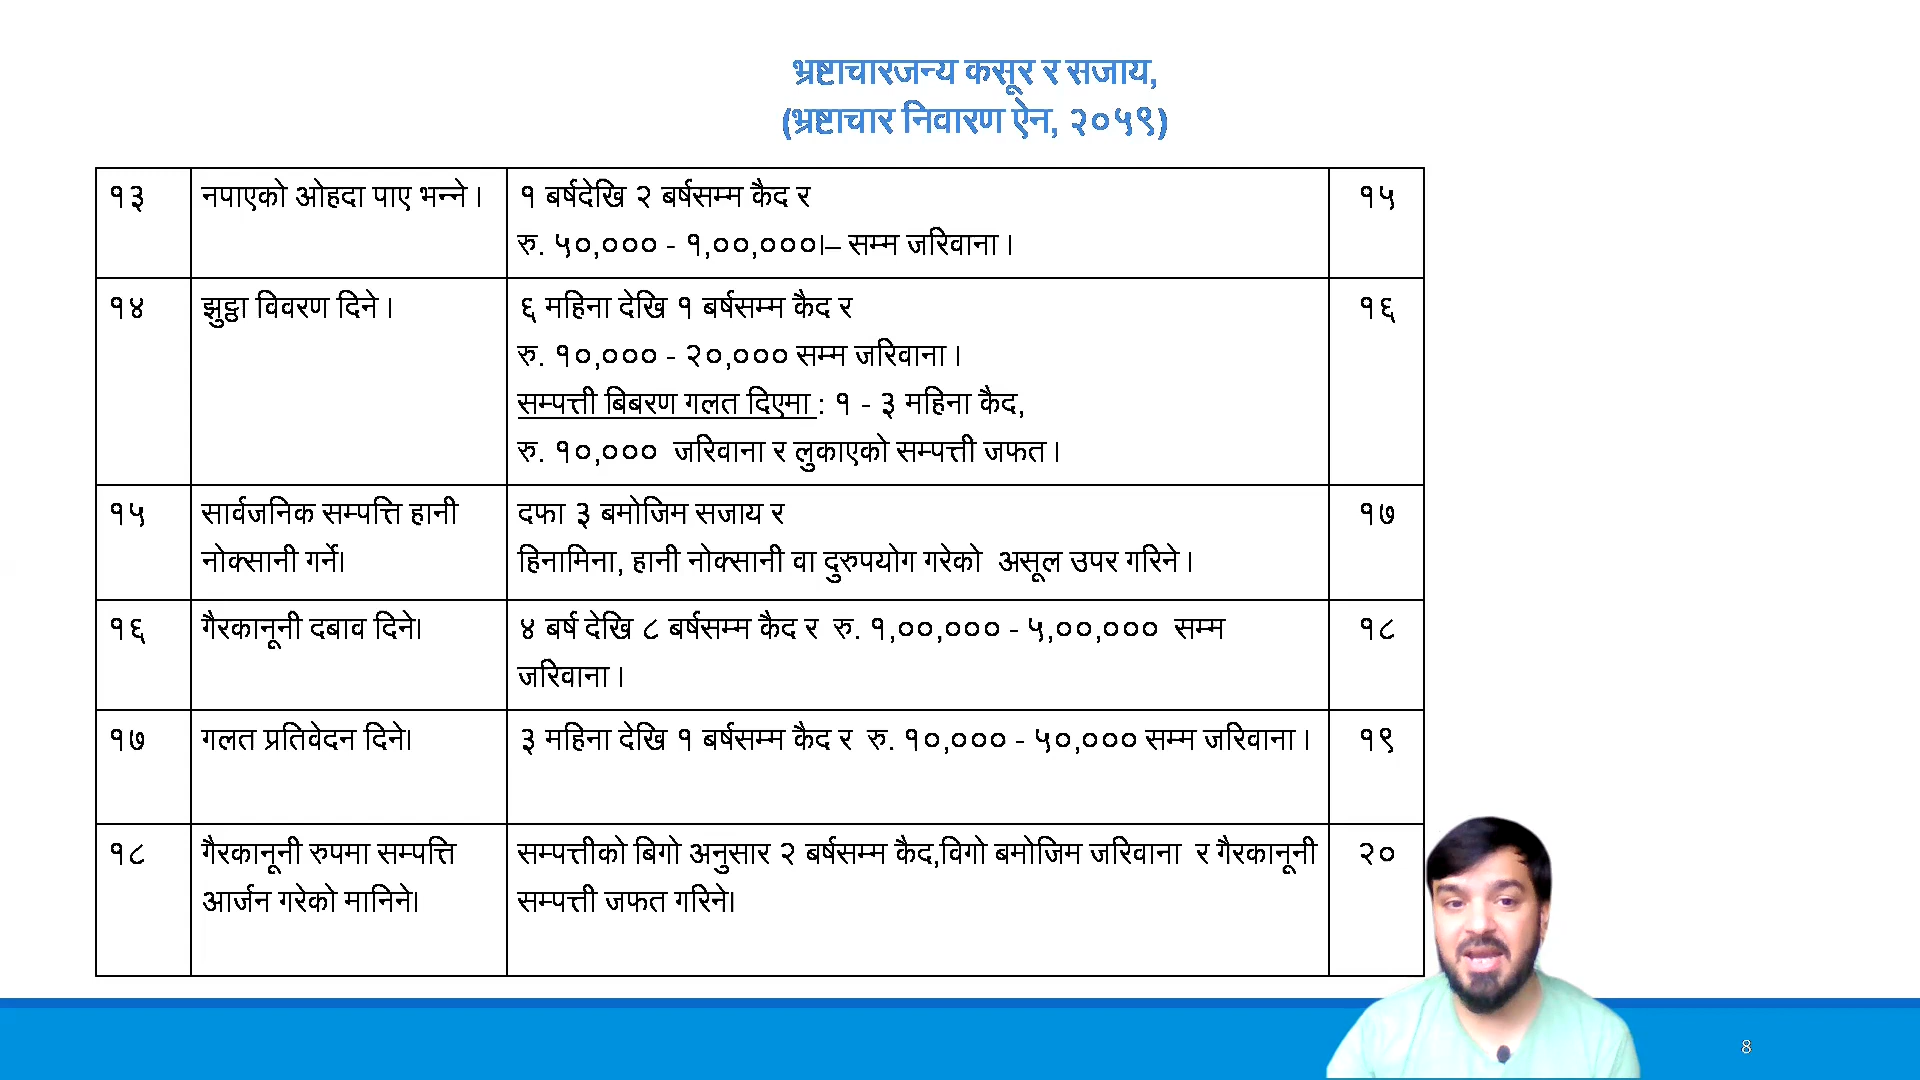 भ्रष्टाचारजन्य कसूर र सजाय,
(भ्रष्टाचार निवारण ऐन, २०५९)
१३ नपाएको ओहदा पाए भन्ने । १ बर्षदेखि २ बर्षसम्म कैद र १५
रु. ५०,००० - १,००,०००।– सम्म जरिवाना ।
१४ झुठ्ठा विवरण दिने । ६ महिना देखि १ बर्षसम्म कैद र १६
रु. १०,००० - २०,००० सम्म जरिवाना ।
सम्पत्ती बिबरण गलत दिएमा : १ - ३ महिना कैद,
रु. १०,००० जरिवाना र लुकाएको सम्पत्ती जफत ।
१५ सार्वजनिक सम्पत्ति हानी दफा ३ बमोजिम सजाय र १७
नोक्सानी गर्ने। हिनामिना, हानी नोक्सानी वा दुरुपयोग गरेको असूल उपर गरिने ।
१६ गैरकानूनी दबाव दिने। ४ बर्ष देखि ८ बर्षसम्म कैद र रु. १,००,००० - ५,००,००० सम्म १८
जरिवाना ।
१७ गलत प्रतिवेदन दिने। ३ महिना देखि १ बर्षसम्म कैद र रु. १०,००० - ५०,००० सम्म जरिवाना । १९
१८ गैरकानूनी रुपमा सम्पत्ति सम्पत्तीको बिगो अनुसार २ बर्षसम्म कैद,विगो बमोजिम जरिवाना र गैरकानूनी २०
आर्जन गरेको मानिने। सम्पत्ती जफत गरिने।
8